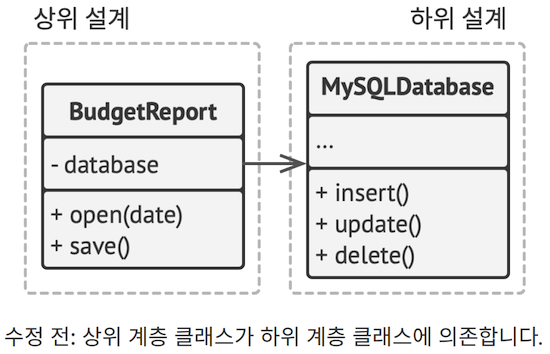 상위 설계
하위 설계
BudgetReport
- database
+ open(date)
+ save()
MySQLDatabase
...
+ insert()
+ update()
+ delete()
수정 전: 상위 계층 클래스가 하위 계층 클래스에 의존합니다.